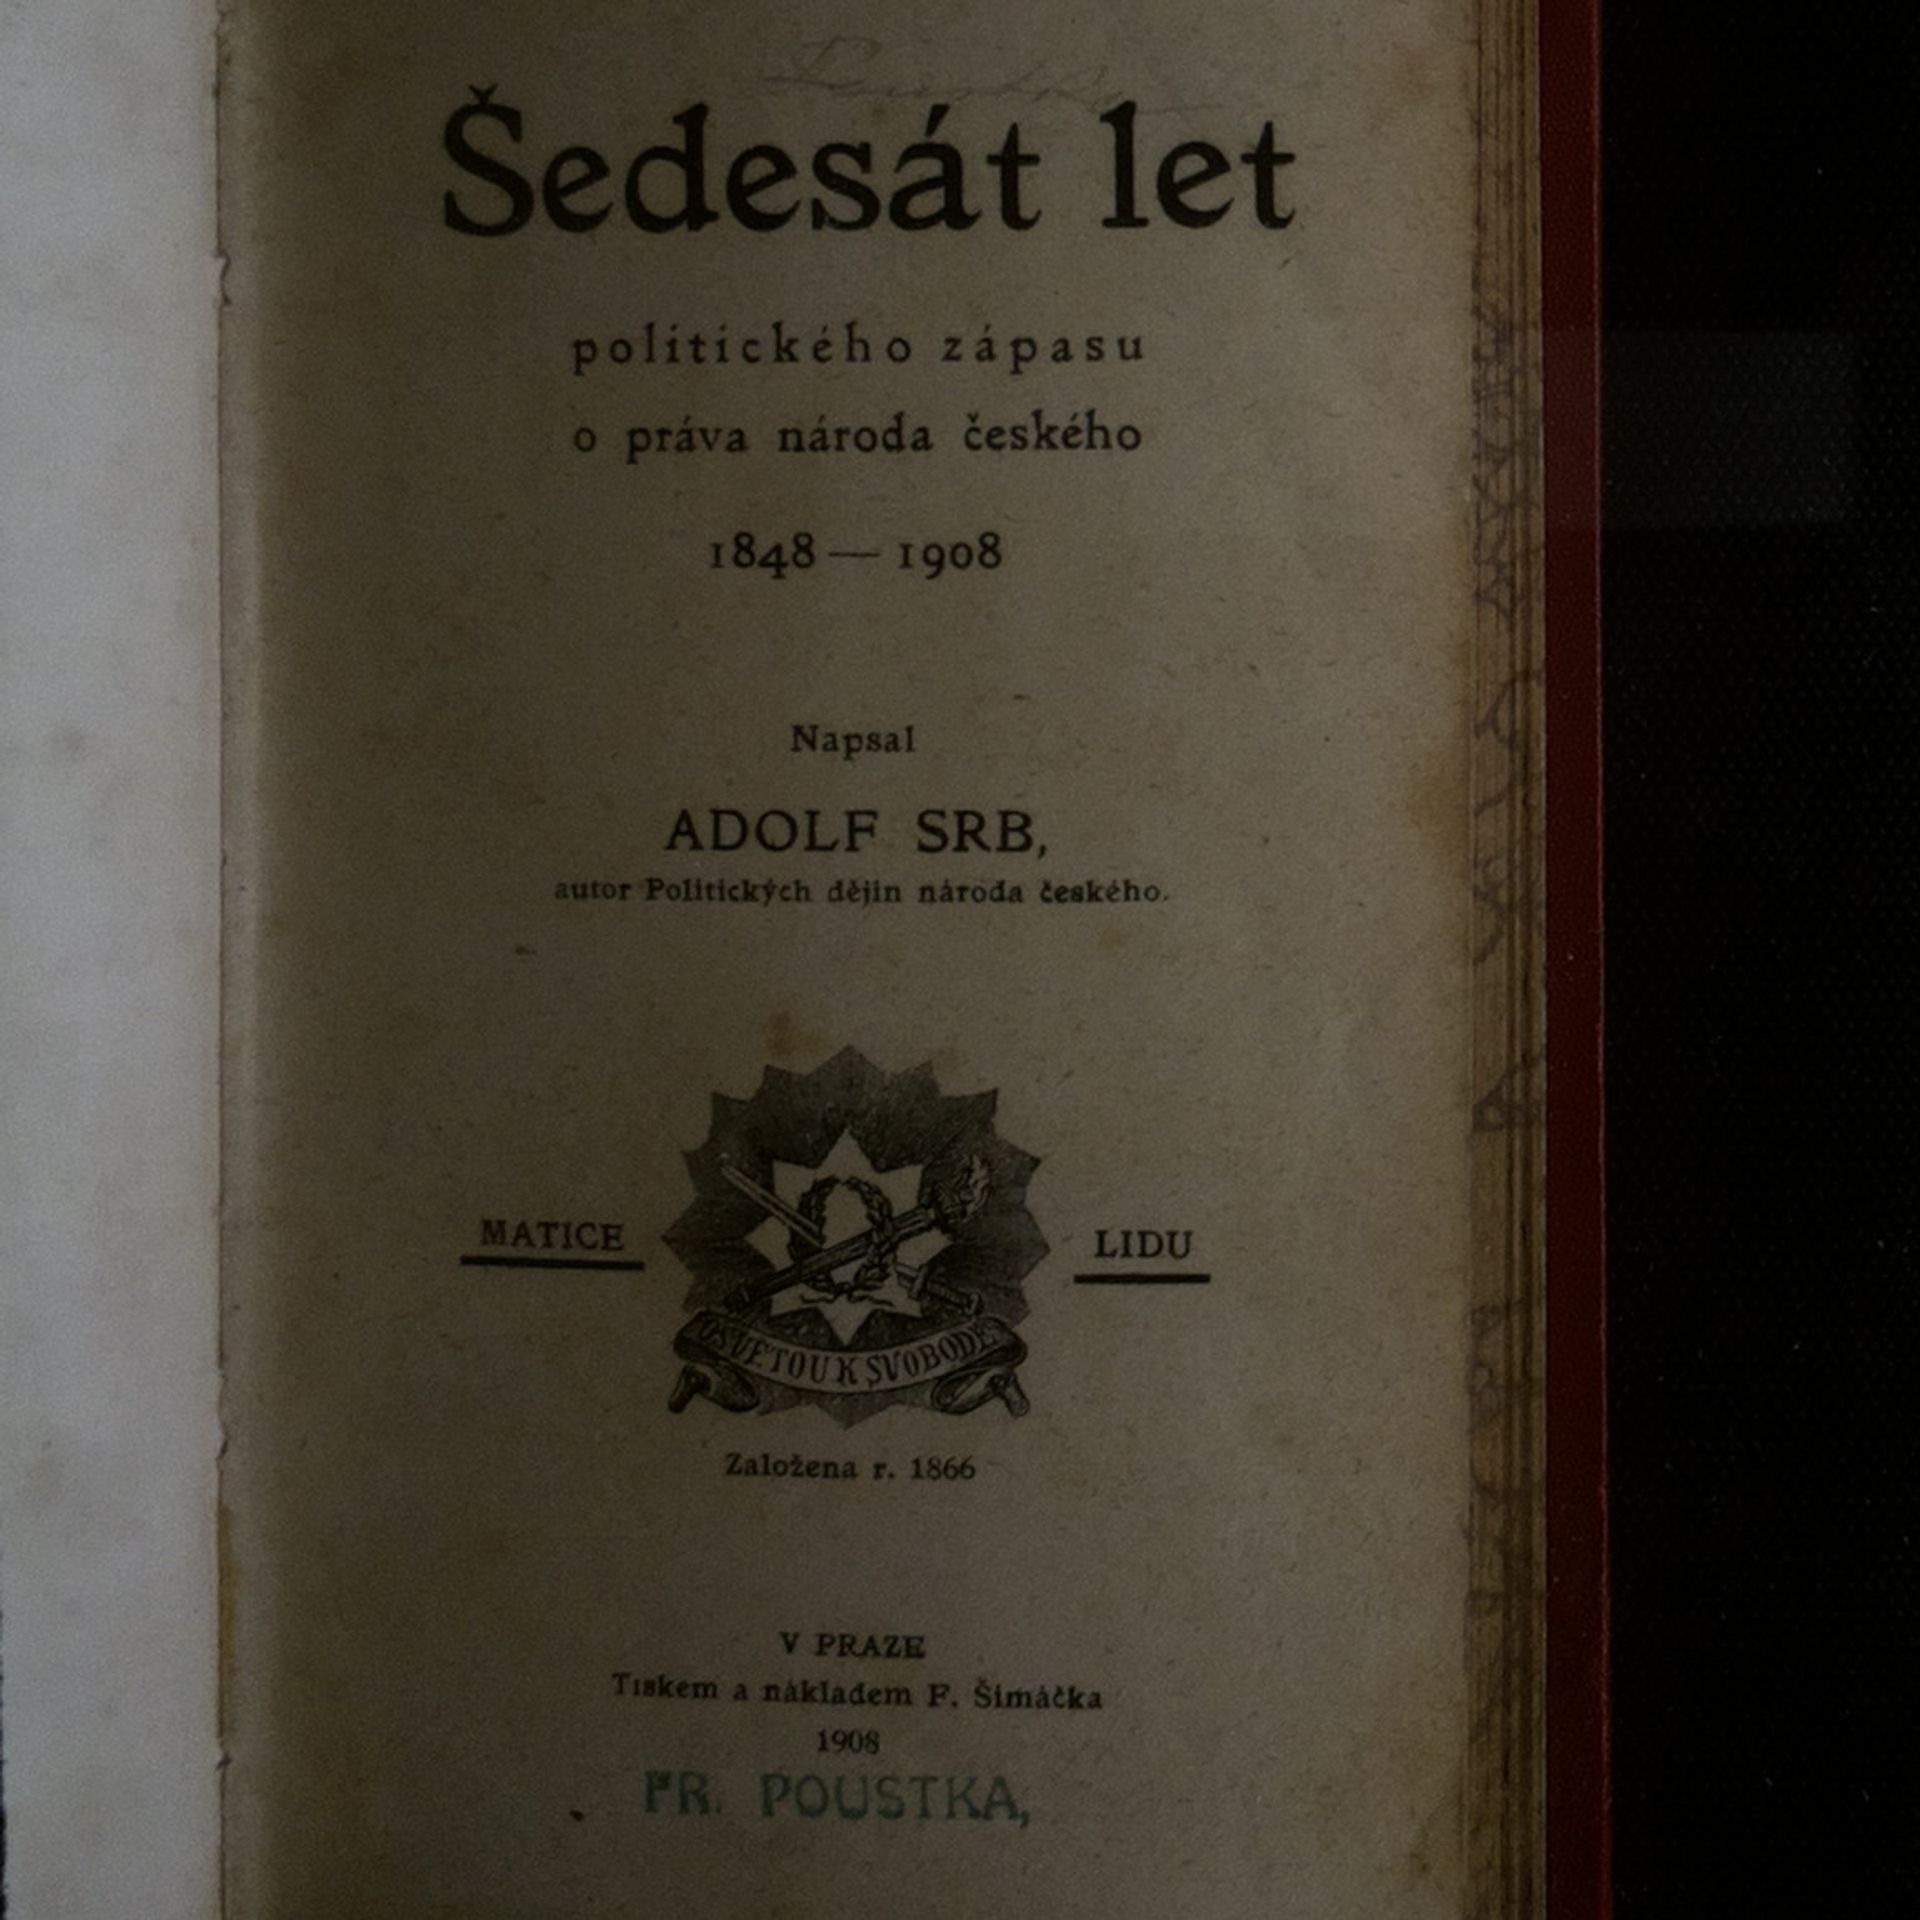 Šedesát let
politického zápasu
o práva národa českého
1848 — 1908
Napsal
ADOLF SRB,
autor Politických dějin národa českého.
MATICE
LIDU
OSVĚTOU K SVOBODĚ
Založena r. 1866
V PRAZE
Tiskem a nákladem F. Šimáčka
1908
FR. POUSTKA,